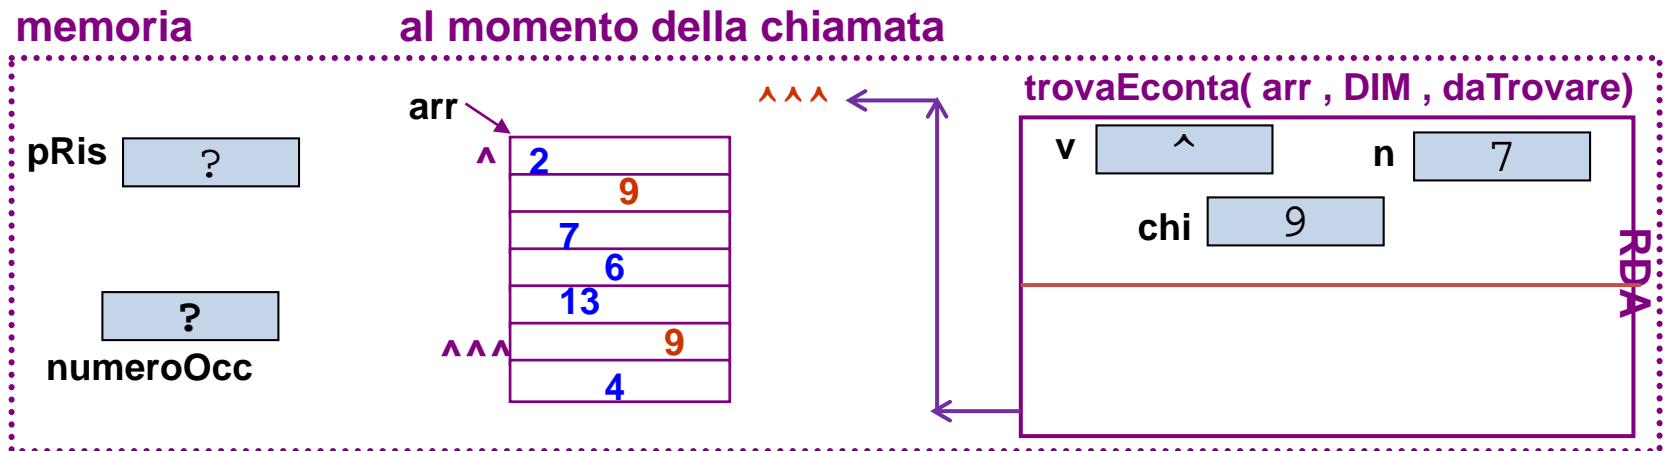 memoria
al momento della chiamata
trovaEconta( arr , DIM , daTrovare)
arr
^^^
pRis
?
^
2
9
7
6
13
^^^
9
4
?
numeroOcc
v
^
n
7
chi
9
RDA